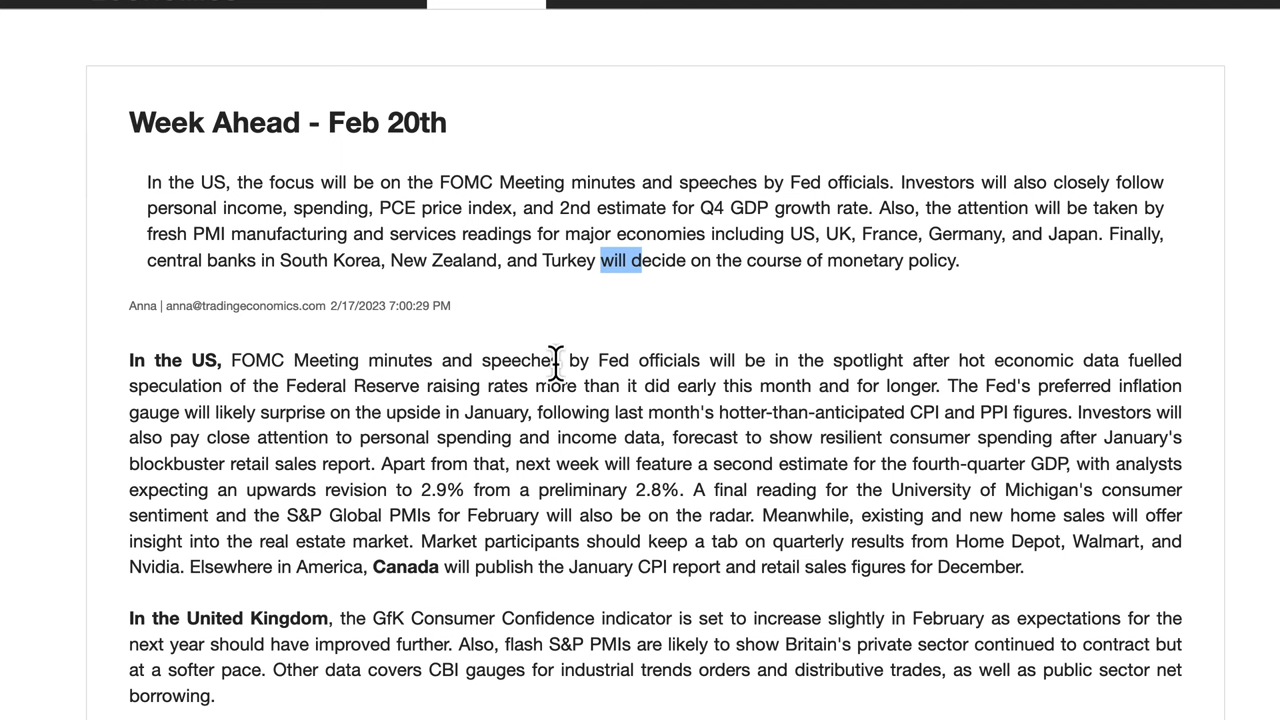 Week Ahead - Feb 20th
In the US, the focus will be on the FOMC Meeting minutes and speeches by Fed officials. Investors will also closely follow
personal income, spending, PCE price index, and 2nd estimate for Q4 GDP growth rate. Also, the attention will be taken by
fresh PMI manufacturing and services readings for major economies including US, UK, France, Germany, and Japan. Finally,
central banks in South Korea, New Zealand, and Turkey will decide on the course of monetary policy.
Anna | anna@tradingeconomics.com 2/17/2023 7:00:29 PM
In the US, FOMC Meeting minutes and speeches by Fed officials will be in the spotlight after hot economic data fuelled
speculation of the Federal Reserve raising rates more than it did early this month and for longer. The Fed's preferred inflation
gauge will likely surprise on the upside in January, following last month's hotter-than-anticipated CPI and PPI figures. Investors will
also pay close attention to personal spending and income data, forecast to show resilient consumer spending after January's
blockbuster retail sales report. Apart from that, next week will feature a second estimate for the fourth-quarter GDP, with analysts
expecting an upwards revision to 2.9% from a preliminary 2.8%. A final reading for the University of Michigan's consumer
sentiment and the S&P Global PMIs for February will also be on the radar. Meanwhile, existing and new home sales will offer
insight into the real estate market. Market participants should keep a tab on quarterly results from Home Depot, Walmart, and
Nvidia. Elsewhere in America, Canada will publish the January CPI report and retail sales figures for December.
In the United Kingdom, the GfK Consumer Confidence indicator is set to increase slightly in February as expectations for the
next year should have improved further. Also, flash S&P PMIs are likely to show Britain's private sector continued to contract but
at a softer pace. Other data covers CBI gauges for industrial trends orders and distributive trades, as well as public sector net
borrowing.